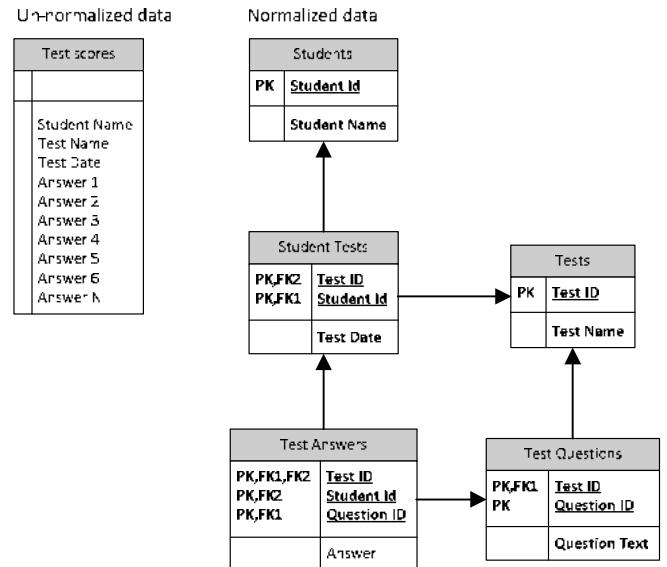 Un-normalized data
Normalized data
Test scores
Student Name
Test Name
Test Date
Answer 1
Answer 2
Answer 3
Answer 4
Answer 5
Answer 6
Answer N
Students
PK Student Id
Student Name
Student Tests
PK,FK2 Test ID
PK,FK1 Student Id
Test Date
Tests
PK Test ID
Test Name
Test Answers
PK,FK1,FK2 Test ID
PK,FK2 Student Id
PK,FK1 Question ID
Answer
Test Questions
PK,FK1 Test ID
PK Question ID
Question Text